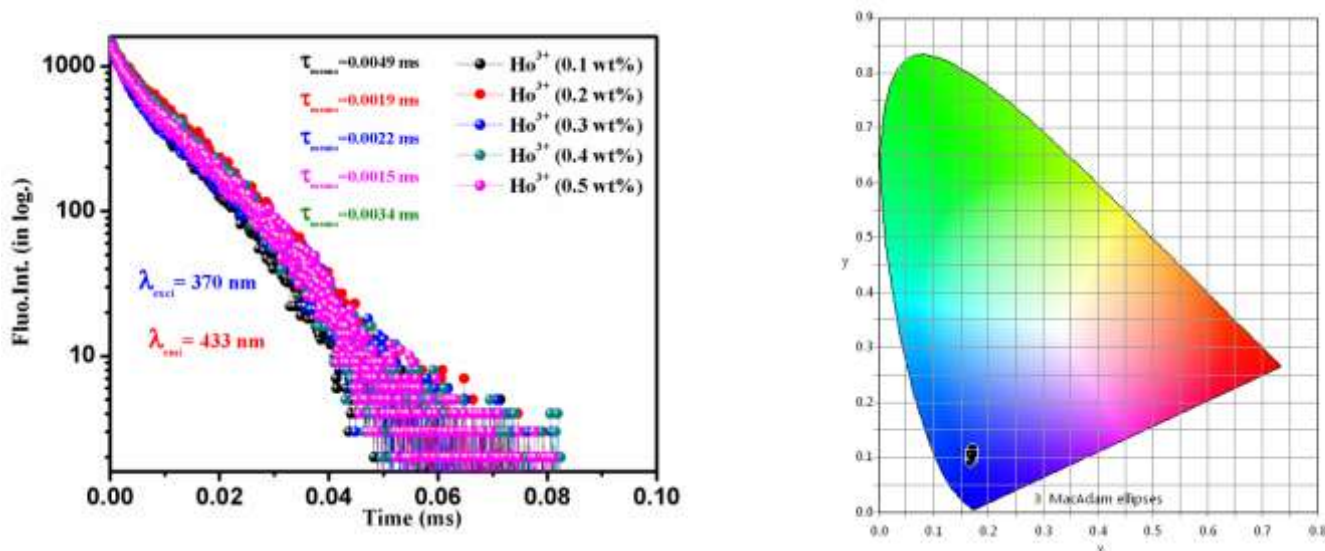 1000
100
10
Fluo.Int. (in log.)
τ =0.0049 ms
τ =0.0019 ms
τ =0.0022 ms
τ =0.0015 ms
τ =0.0034 ms
Ho³⁺ (0.1 wt%)
Ho³⁺ (0.2 wt%)
Ho³⁺ (0.3 wt%)
Ho³⁺ (0.4 wt%)
Ho³⁺ (0.5 wt%)
λexci= 370 nm
λemi= 433 nm
0.00 0.02 0.04 0.06 0.08 0.10
Time (ms)
0.9
0.8
0.7
0.6
0.5
y
0.4
0.3
0.2
0.1
0.0
3 MacAdam ellipses
0.0 0.1 0.2 0.3 0.4 0.5 0.6 0.7 0.8
x